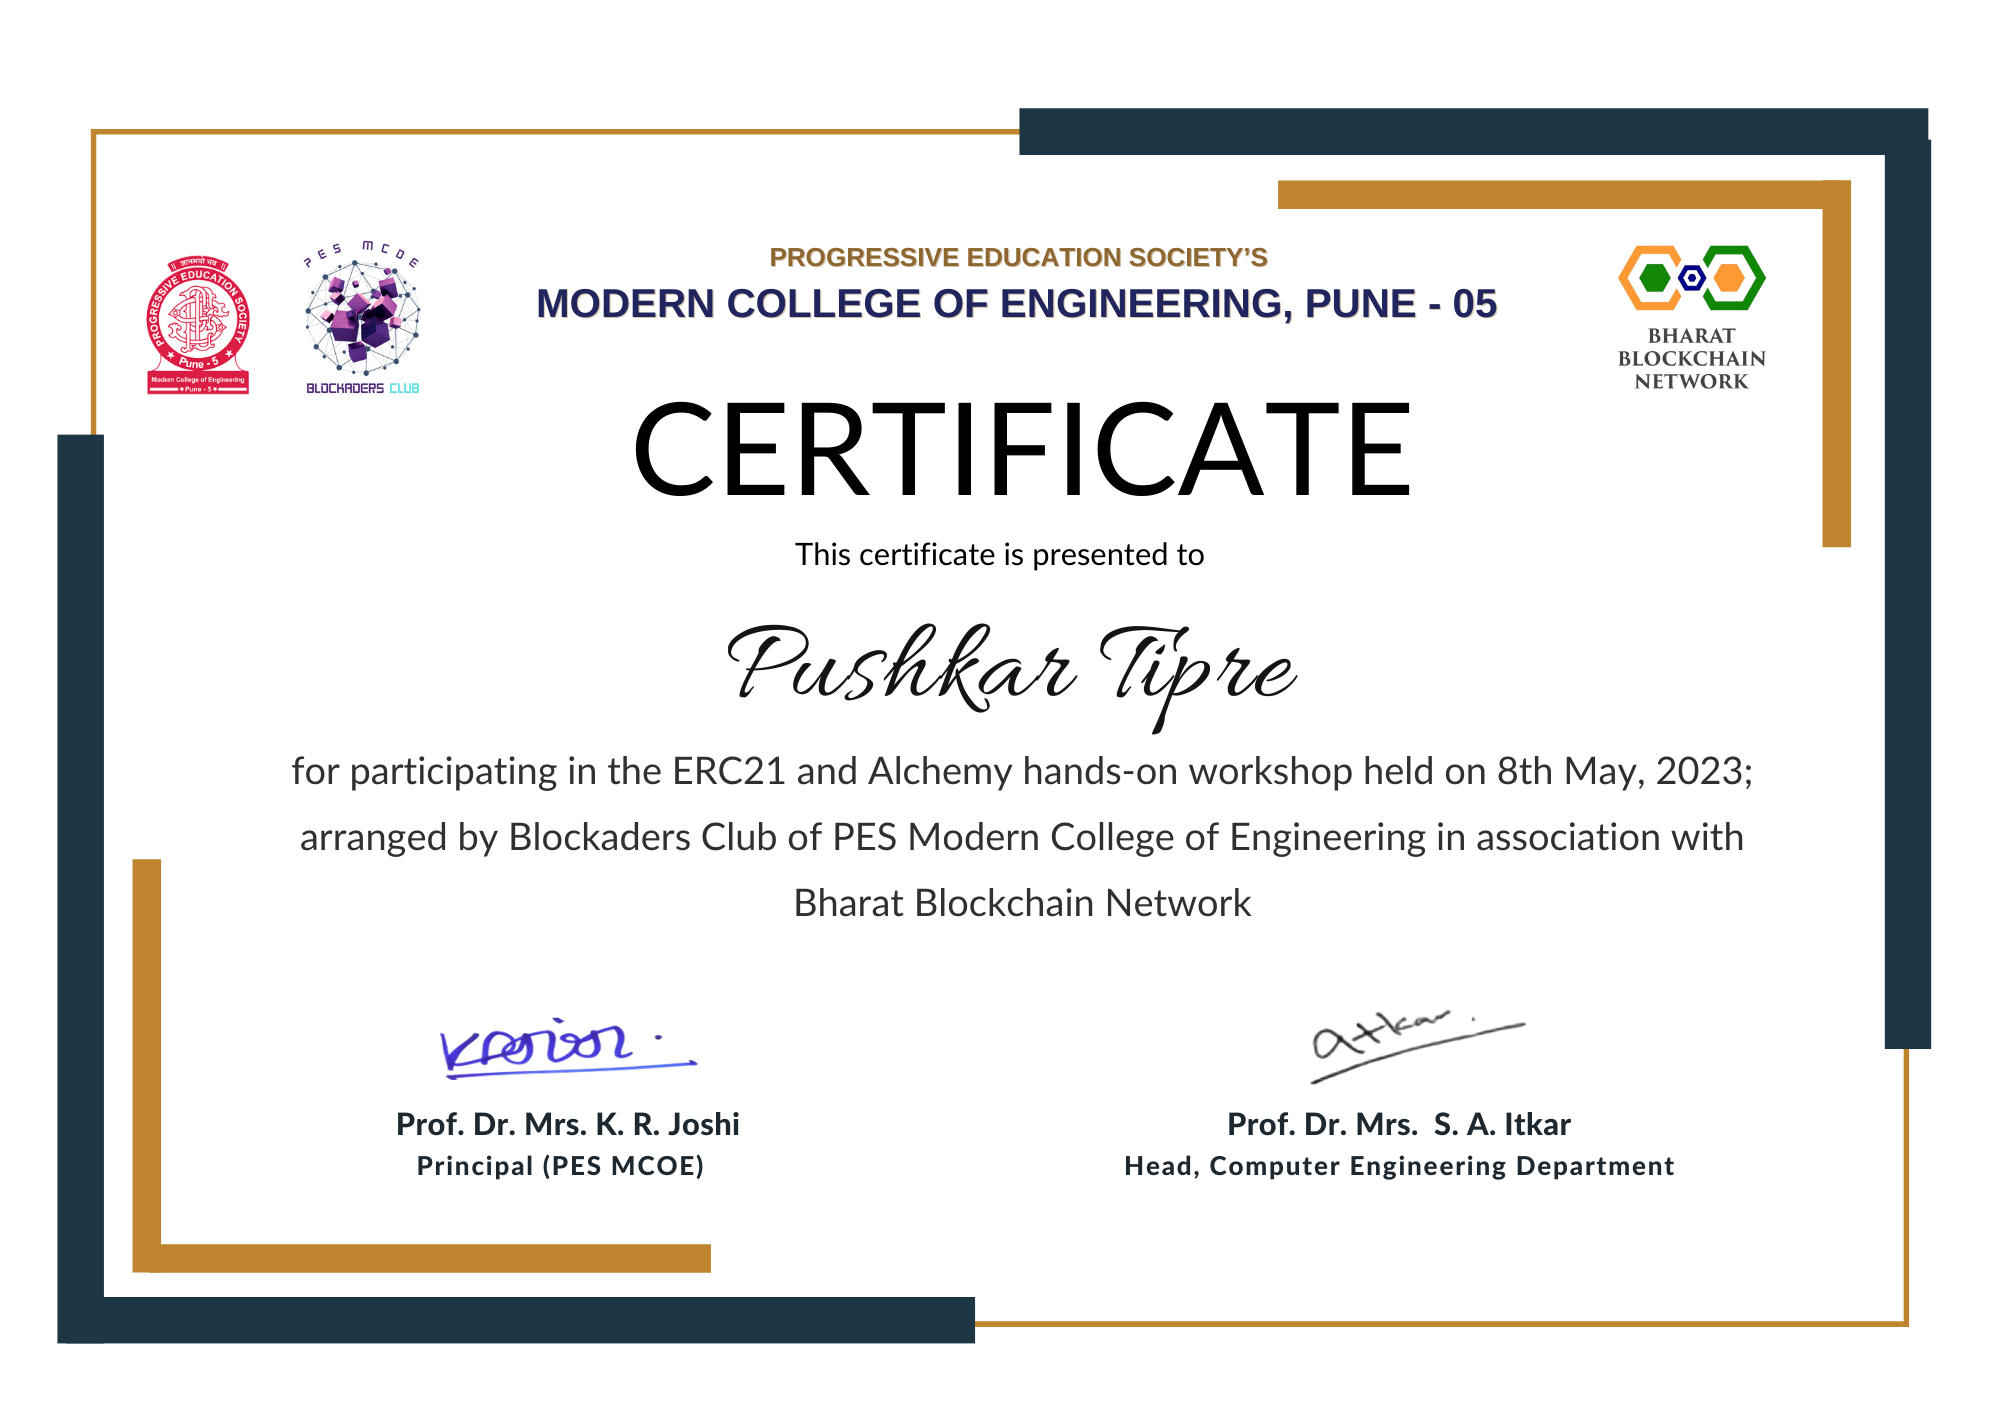 PES MCOE
|| ज्ञानमयो भव ||
PROGRESSIVE EDUCATION SOCIETY
Pune - 5
Modern College of Engineering
Pune - 5
BLOCKADERS CLUB
PROGRESSIVE EDUCATION SOCIETY’S
MODERN COLLEGE OF ENGINEERING, PUNE - 05
BHARAT
BLOCKCHAIN
NETWORK
CERTIFICATE
This certificate is presented to
Pushkar Tipre
for participating in the ERC21 and Alchemy hands-on workshop held on 8th May, 2023;
arranged by Blockaders Club of PES Modern College of Engineering in association with
Bharat Blockchain Network
Prof. Dr. Mrs. K. R. Joshi
Principal (PES MCOE)
Prof. Dr. Mrs. S. A. Itkar
Head, Computer Engineering Department